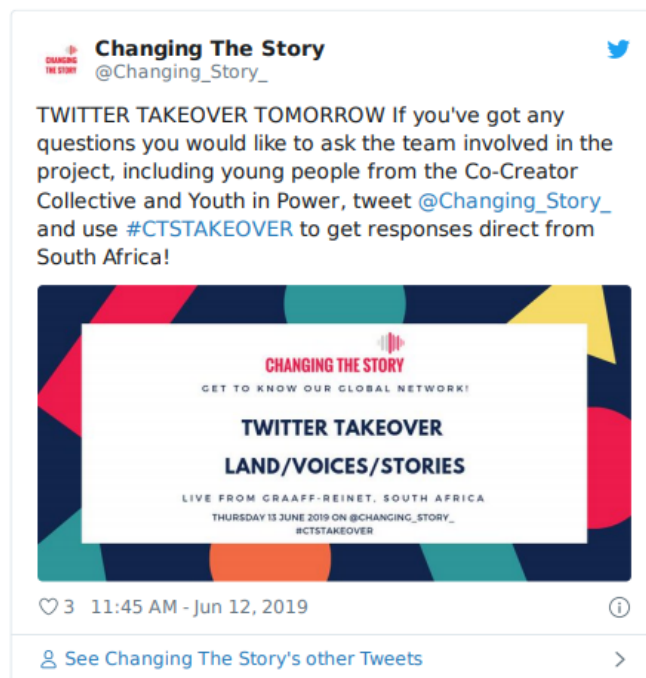 CHANGING
THE STORY
Changing The Story
@Changing_Story_
TWITTER TAKEOVER TOMORROW If you've got any
questions you would like to ask the team involved in the
project, including young people from the Co-Creator
Collective and Youth in Power, tweet @Changing_Story_
and use #CTSTAKEOVER to get responses direct from
South Africa!
CHANGING THE STORY
GET TO KNOW OUR GLOBAL NETWORK!
TWITTER TAKEOVER
LAND/VOICES/STORIES
LIVE FROM GRAAFF-REINET, SOUTH AFRICA
THURSDAY 13 JUNE 2019 ON @CHANGING_STORY_
#CTSTAKEOVER
3 11:45 AM - Jun 12, 2019
See Changing The Story's other Tweets